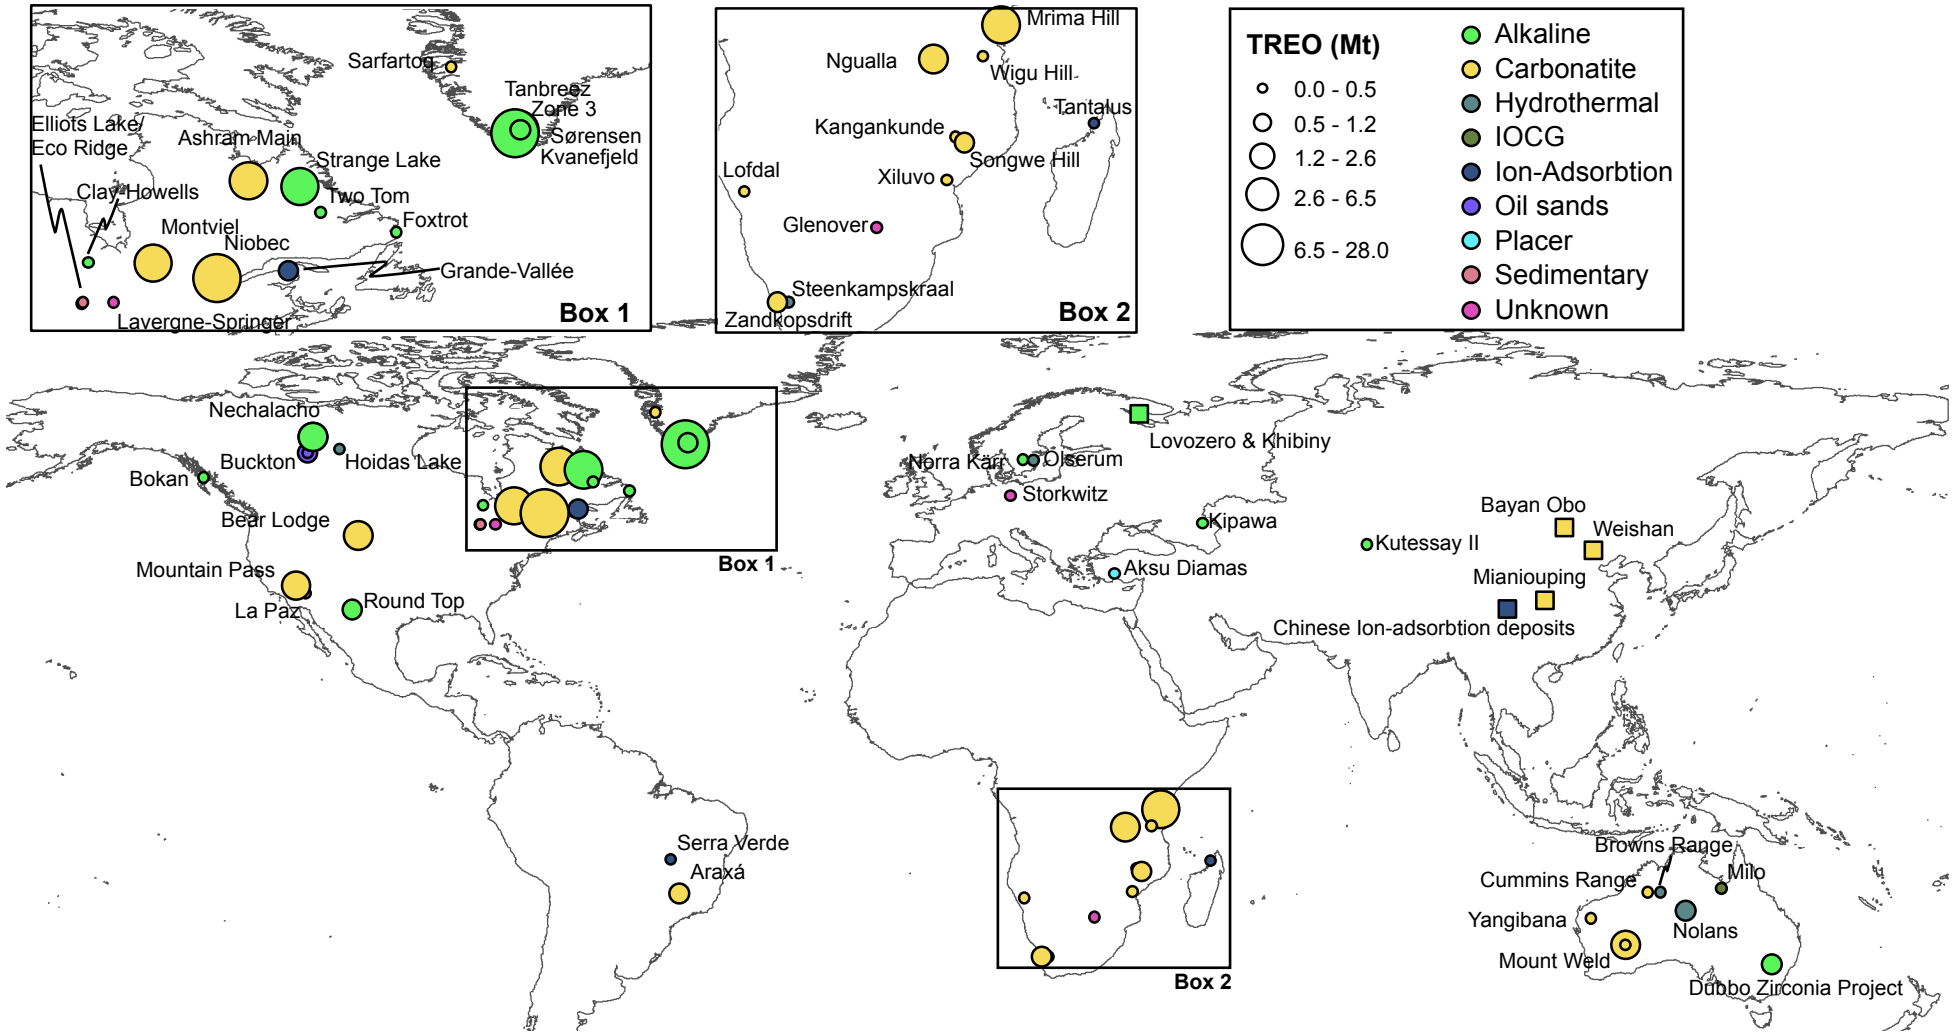 Sarfartoq
Tanbreez
Zone 3
Sørensen
Kvanefjeld
Elliots Lake/
Eco Ridge
Ashram Main
Strange Lake
Clay-Howells
Two Tom
Foxtrot
Montviel
Niobec
Grande-Vallée
Lavergne-Springer
Box 1
Mrima Hill
Ngualla
Wigu Hill
Tantalus
Kangankunde
Songwe Hill
Lofdal
Xiluvo
Glenover
Steenkampskraal
Zandkopsdrift
Box 2
TREO (Mt)
0.0 - 0.5
0.5 - 1.2
1.2 - 2.6
2.6 - 6.5
6.5 - 28.0
Alkaline
Carbonatite
Hydrothermal
IOCG
Ion-Adsorbtion
Oil sands
Placer
Sedimentary
Unknown
Nechalacho
Buckton
Hoidas Lake
Bokan
Bear Lodge
Mountain Pass
La Paz
Round Top
Box 1
Lovozero & Khibiny
Norra Kärr
Olserum
Storkwitz
Kipawa
Aksu Diamas
Kutessay II
Bayan Obo
Weishan
Mianiouping
Chinese Ion-adsorbtion deposits
Serra Verde
Araxá
Box 2
Browns Range
Cummins Range
Milo
Yangibana
Nolans
Mount Weld
Dubbo Zirconia Project